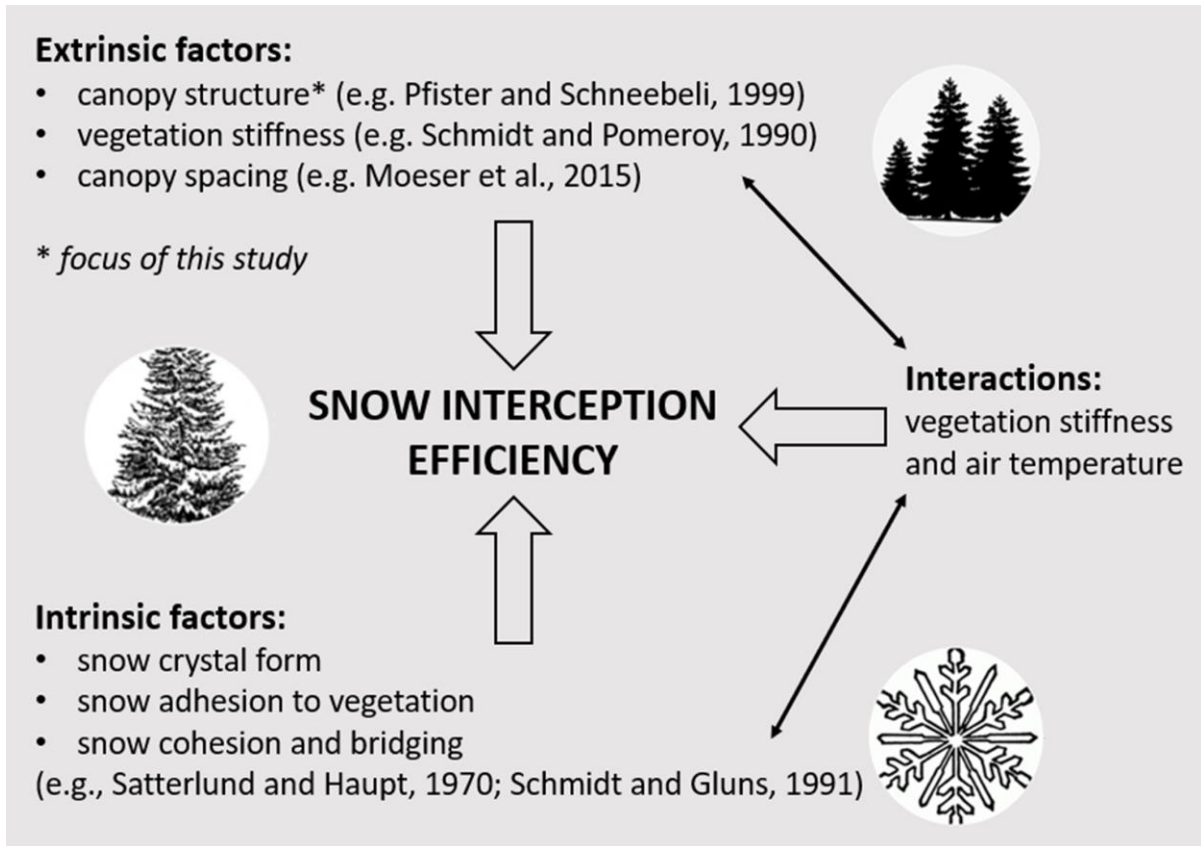 Extrinsic factors:
• canopy structure* (e.g. Pfister and Schneebeli, 1999)
• vegetation stiffness (e.g. Schmidt and Pomeroy, 1990)
• canopy spacing (e.g. Moeser et al., 2015)
* focus of this study
SNOW INTERCEPTION
EFFICIENCY
Interactions:
vegetation stiffness
and air temperature
Intrinsic factors:
• snow crystal form
• snow adhesion to vegetation
• snow cohesion and bridging
(e.g., Satterlund and Haupt, 1970; Schmidt and Gluns, 1991)